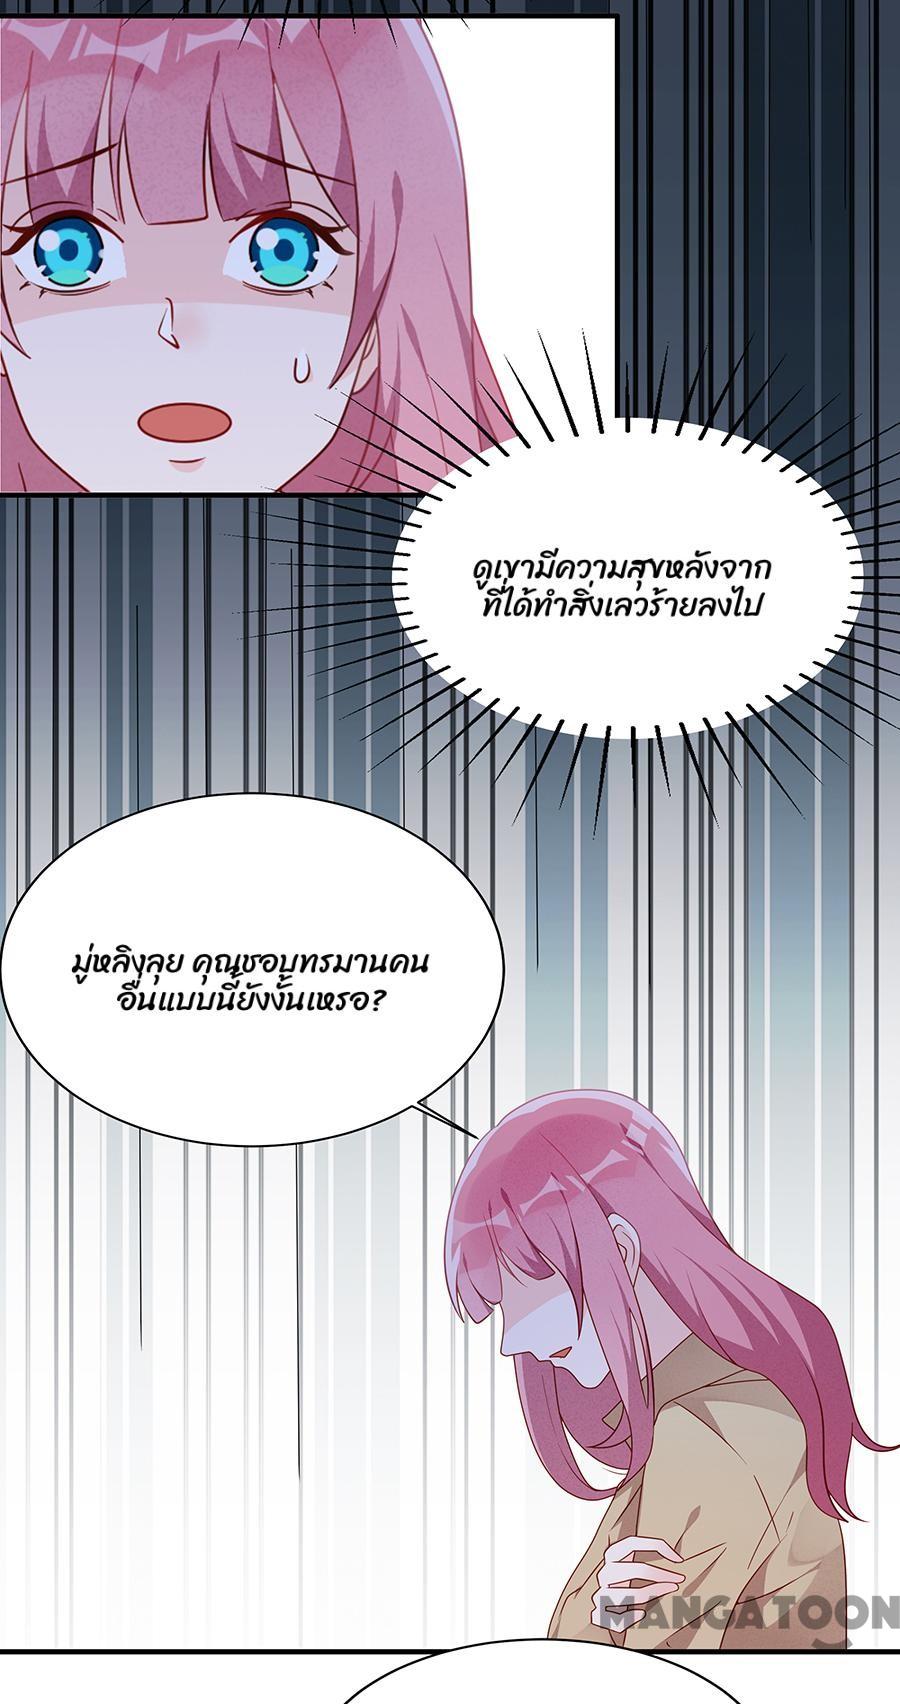 ดูเขามีความสุขหลังจาก
ที่ได้ทำสิ่งเลวร้ายลงไป
มู่หลิงลุย คุณชอบทรมานคน
อื่นแบบนี้ยังงั้นเหรอ?
MANGATOON